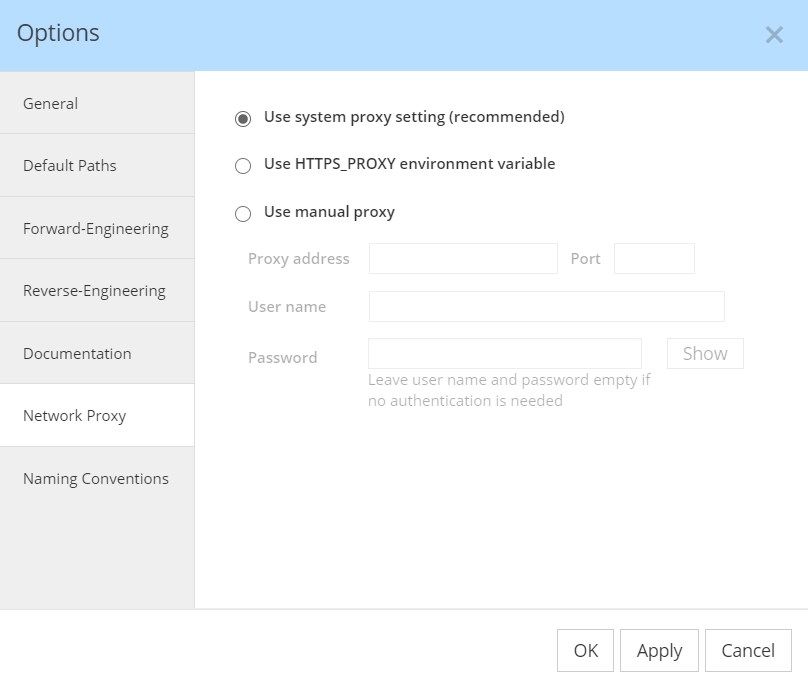 Options
General
Default Paths
Forward-Engineering
Reverse-Engineering
Documentation
Network Proxy
Naming Conventions
Use system proxy setting (recommended)
Use HTTPS_PROXY environment variable
Use manual proxy
Proxy address Port
User name
Password Show
Leave user name and password empty if
no authentication is needed
OK Apply Cancel